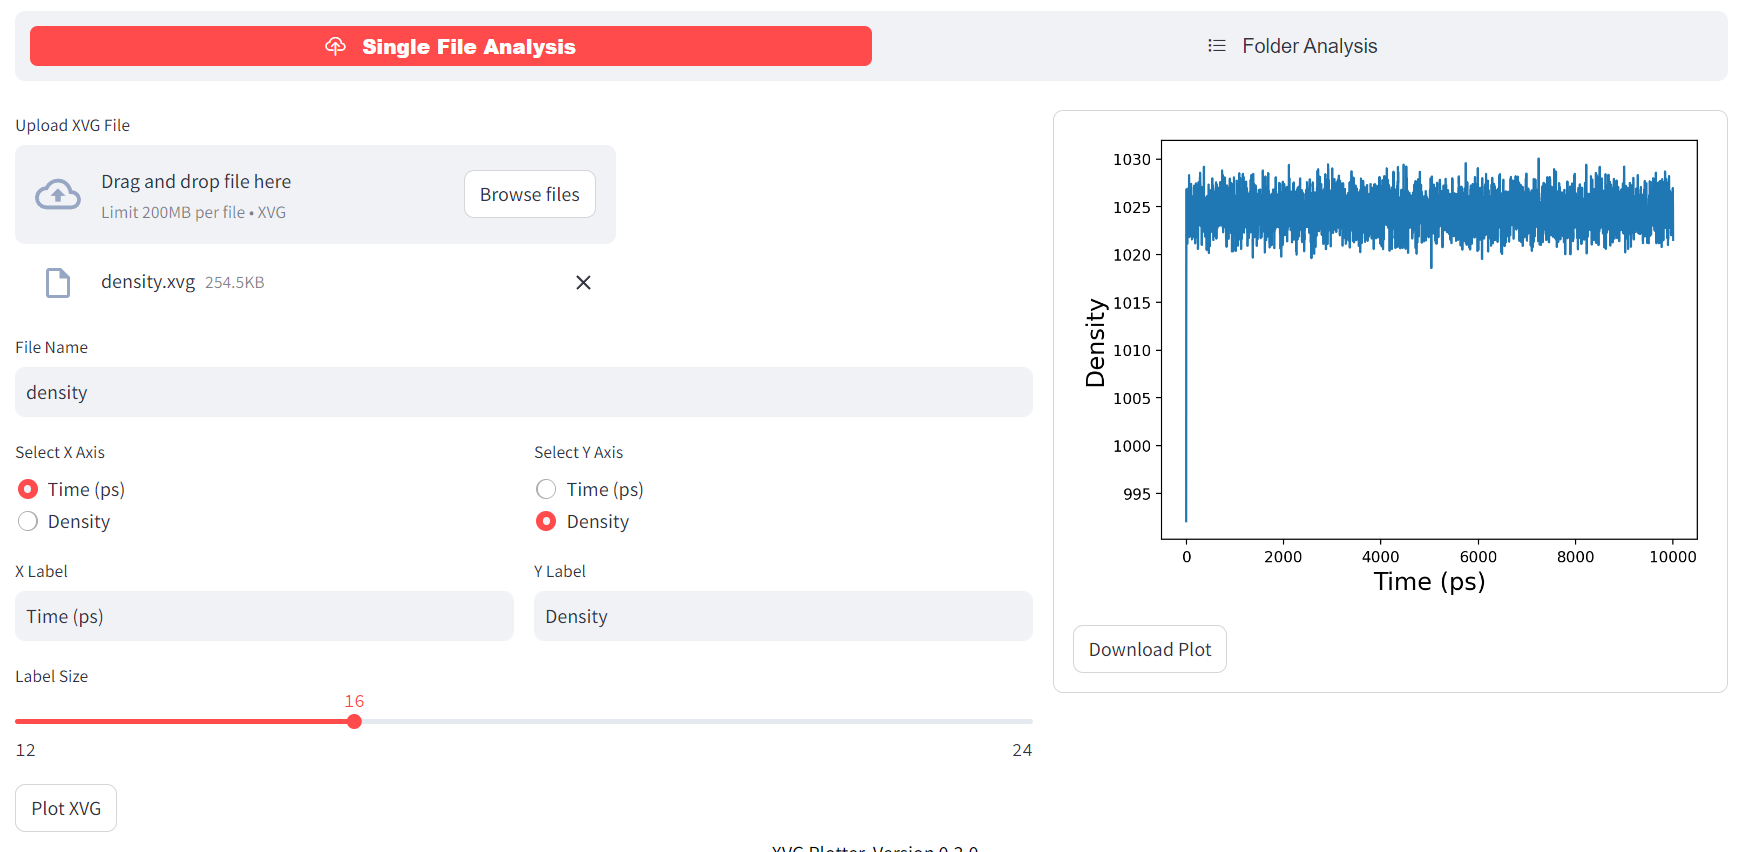 Single File Analysis
Folder Analysis
Upload XVG File
Drag and drop file here
Limit 200MB per file • XVG
Browse files
density.xvg 254.5KB
File Name
density
Select X Axis
Time (ps)
Density
Select Y Axis
Time (ps)
Density
X Label
Time (ps)
Y Label
Density
Label Size
16
12
24
Plot XVG
1030
1025
1020
1015
1010
1005
1000
995
Density
0 2000 4000 6000 8000 10000
Time (ps)
Download Plot
XVG Plotter, Version